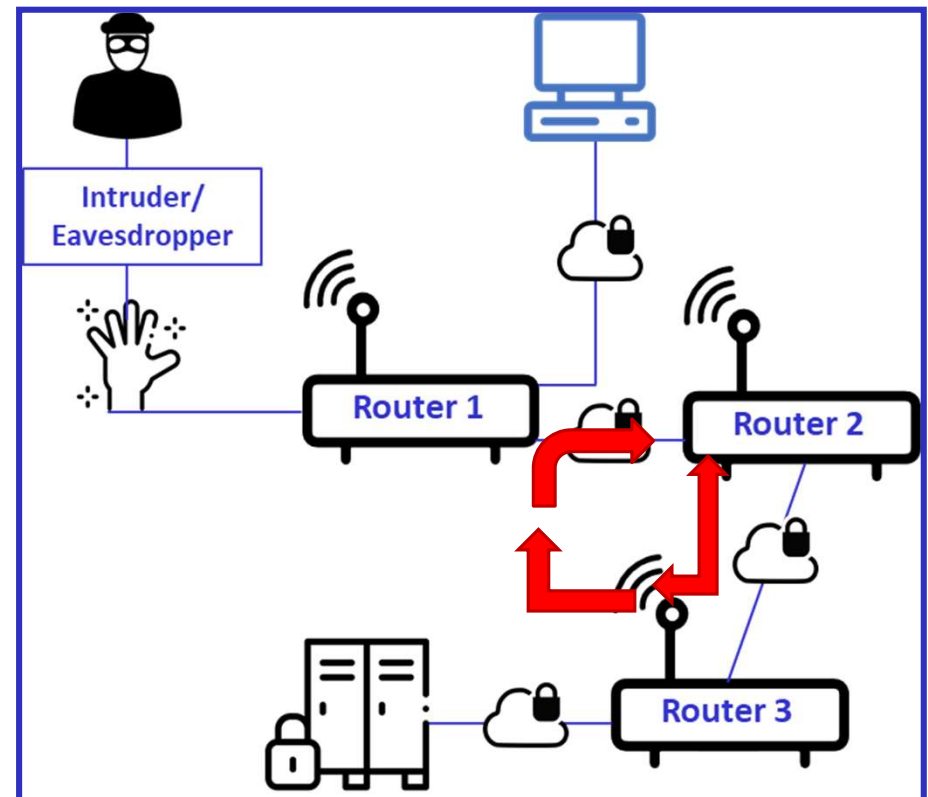 Intruder/
Eavesdropper
Router 1
Router 2
Router 3